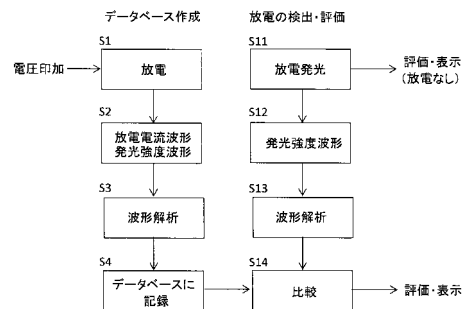 データベース作成
放電の検出・評価
S1
電圧印加
放電
S11
放電発光
評価・表示
(放電なし)
S2
放電電流波形
発光強度波形
S12
発光強度波形
S3
波形解析
S13
波形解析
S4
データベースに
記録
S14
比較
評価・表示